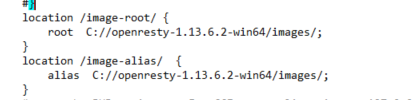 #}
location /image-root/ {
root C://openresty-1.13.6.2-win64/images/;
}
location /image-alias/ {
alias C://openresty-1.13.6.2-win64/images/;
}